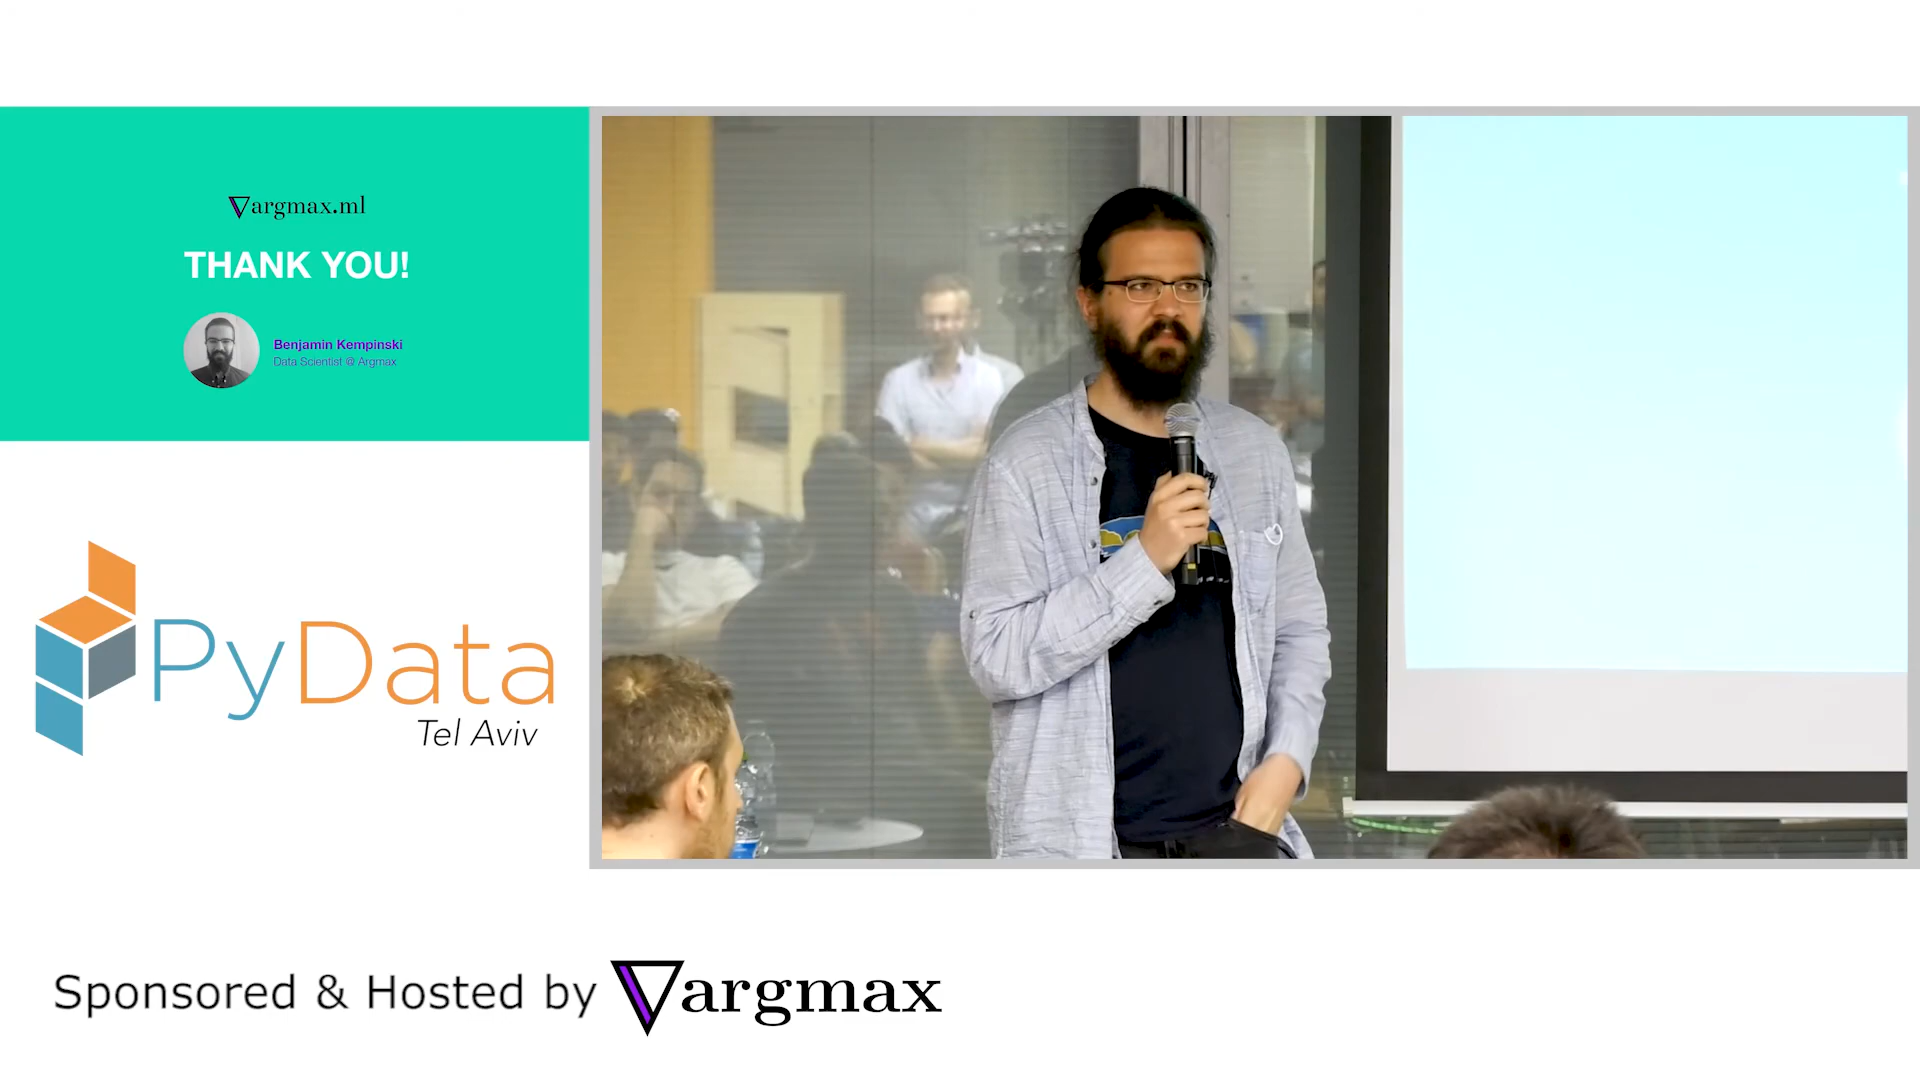 argmax.ml
THANK YOU!
Benjamin Kempinski
Data Scientist @ Argmax
PyData
Tel Aviv
Sponsored & Hosted by argmax